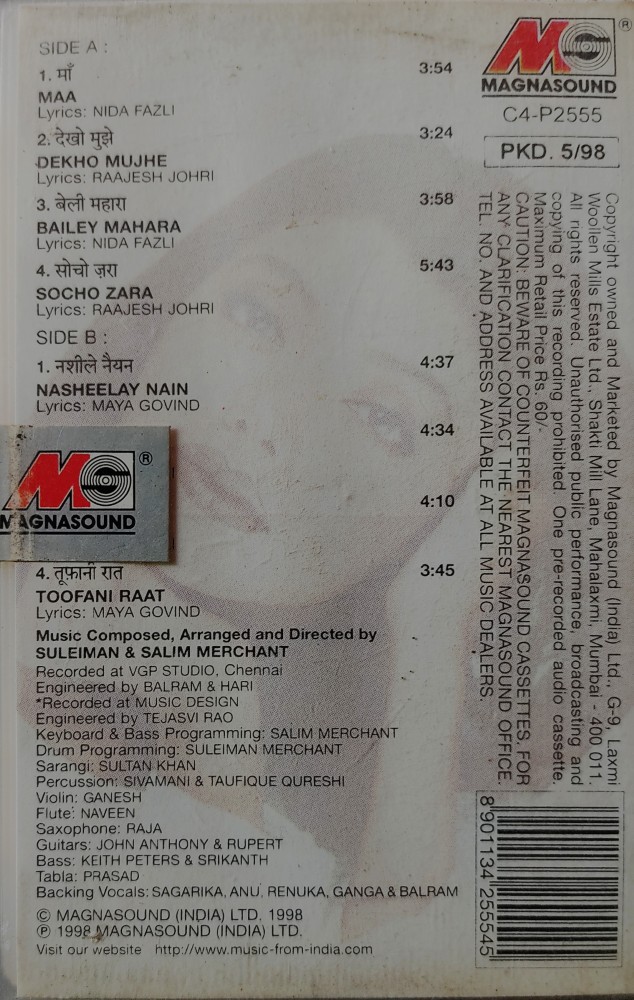 SIDE A :
1. माँ 3:54
MAA
Lyrics: NIDA FAZLI
2. देखो मुझे 3:24
DEKHO MUJHE
Lyrics: RAAJESH JOHRI
3. बेली महारा 3:58
BAILEY MAHARA
Lyrics: NIDA FAZLI
4. सोचो ज़रा 5:43
SOCHO ZARA
Lyrics: RAAJESH JOHRI
SIDE B :
1. नशीले नैयन 4:37
NASHEELAY NAIN
Lyrics: MAYA GOVIND
4:34
4:10
MAGNASOUND ®
4. तूफ़ानी रात 3:45
TOOFANI RAAT
Lyrics: MAYA GOVIND
Music Composed, Arranged and Directed by
SULEIMAN & SALIM MERCHANT
Recorded at VGP STUDIO, Chennai
Engineered by BALRAM & HARI
*Recorded at MUSIC DESIGN
Engineered by TEJASVI RAO
Keyboard & Bass Programming: SALIM MERCHANT
Drum Programming: SULEIMAN MERCHANT
Sarangi: SULTAN KHAN
Percussion: SIVAMANI & TAUFIQUE QURESHI
Violin: GANESH
Flute: NAVEEN
Saxophone: RAJA
Guitars: JOHN ANTHONY & RUPERT
Bass: KEITH PETERS & SRIKANTH
Tabla: PRASAD
Backing Vocals: SAGARIKA, ANU, RENUKA, GANGA & BALRAM
© MAGNASOUND (INDIA) LTD. 1998
℗ 1998 MAGNASOUND (INDIA) LTD.
Visit our website http://www.music-from-india.com
®
MAGNASOUND
C4-P2555
PKD. 5/98
Copyright owned and Marketed by Magnasound (India) Ltd., G-9, Laxmi
Woollen Mills Estate Ltd., Shakti Mill Lane, Mahalaxmi, Mumbai - 400 011.
All rights reserved. Unauthorised public performance, broadcasting and
copying of this recording prohibited. One pre-recorded audio cassette.
Maximum Retail Price Rs. 60/-
CAUTION: BEWARE OF COUNTERFEIT MAGNASOUND CASSETTES. FOR
ANY CLARIFICATION CONTACT THE NEAREST MAGNASOUND OFFICE.
TEL. NO. AND ADDRESS AVAILABLE AT ALL MUSIC DEALERS.
8 901134 255545